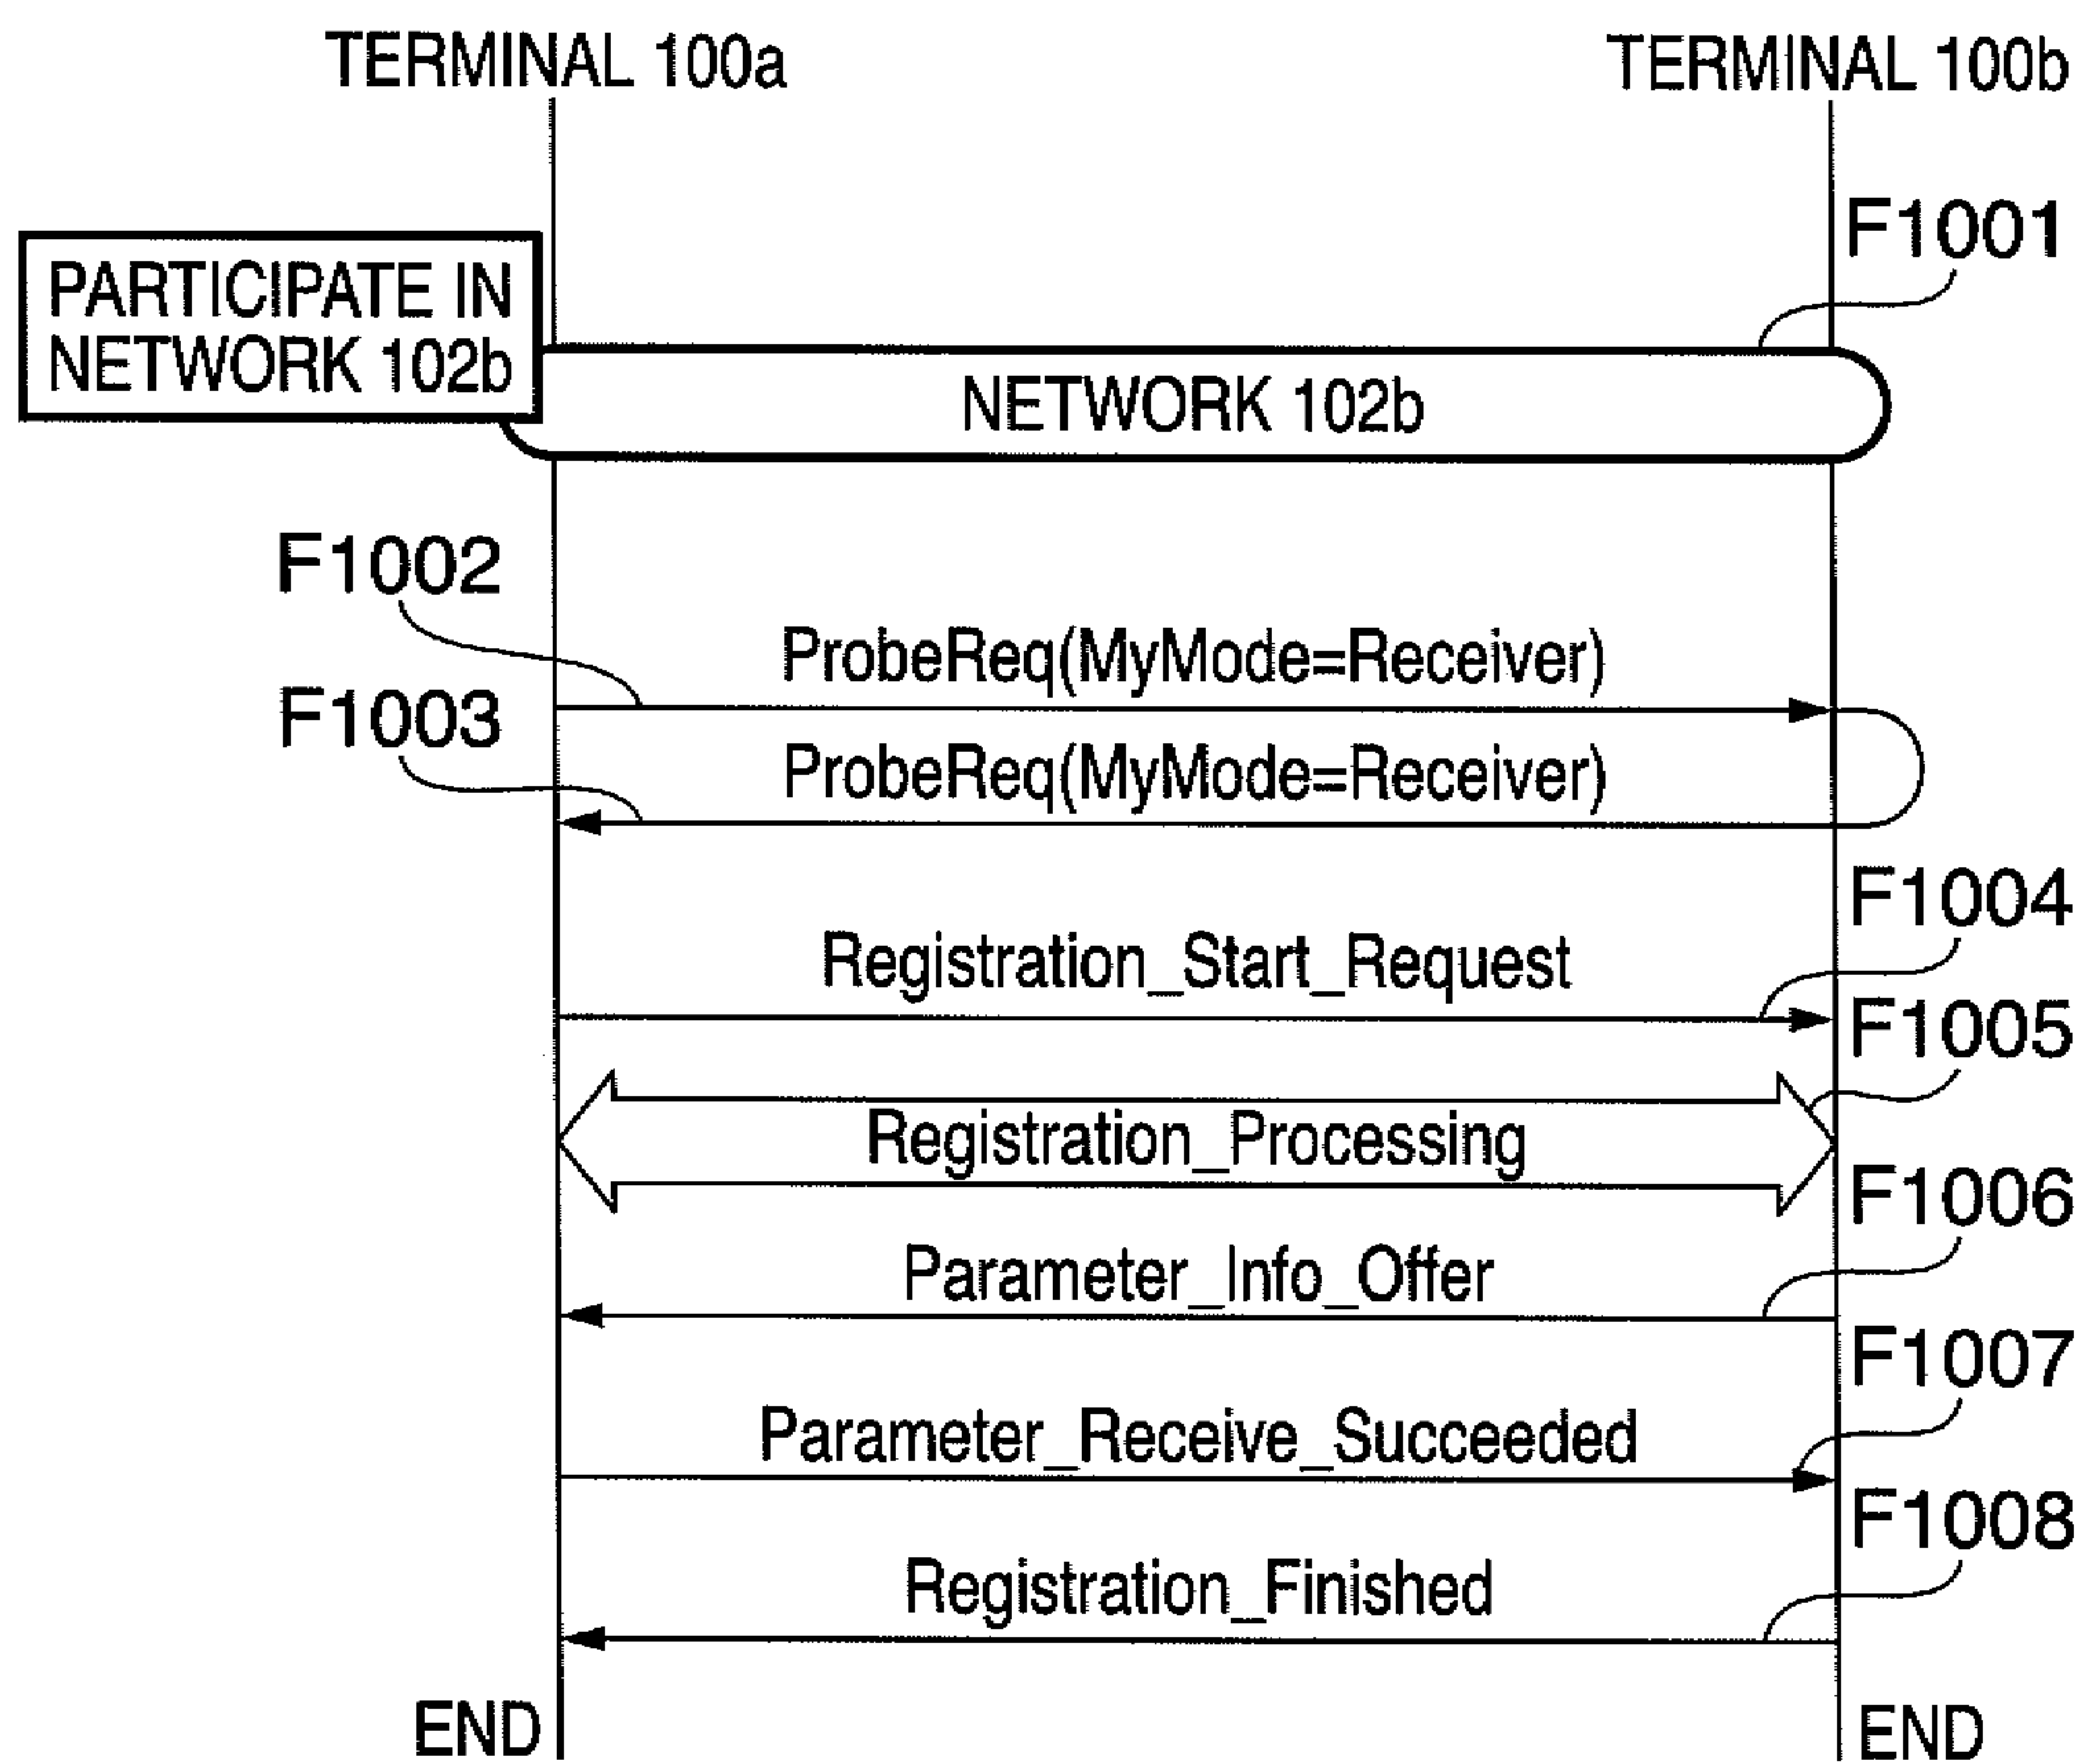 TERMINAL 100a
TERMINAL 100b
F1001
PARTICIPATE IN
NETWORK 102b
NETWORK 102b
F1002
ProbeReq(MyMode=Receiver)
F1003
ProbeReq(MyMode=Receiver)
F1004
Registration_Start_Request
F1005
Registration_Processing
F1006
Parameter_Info_Offer
F1007
Parameter_Receive_Succeeded
F1008
Registration_Finished
END
END